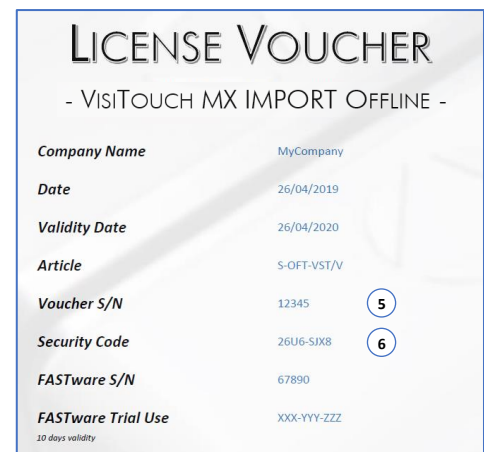 LICENSE VOUCHER
- VISITOUCH MX IMPORT OFFLINE -
Company Name MyCompany
Date 26/04/2019
Validity Date 26/04/2020
Article S-OFT-VST/V
Voucher S/N 12345 5
Security Code 26U6-SJX8 6
FASTware S/N 67890
FASTware Trial Use XXX-YYY-ZZZ
10 days validity